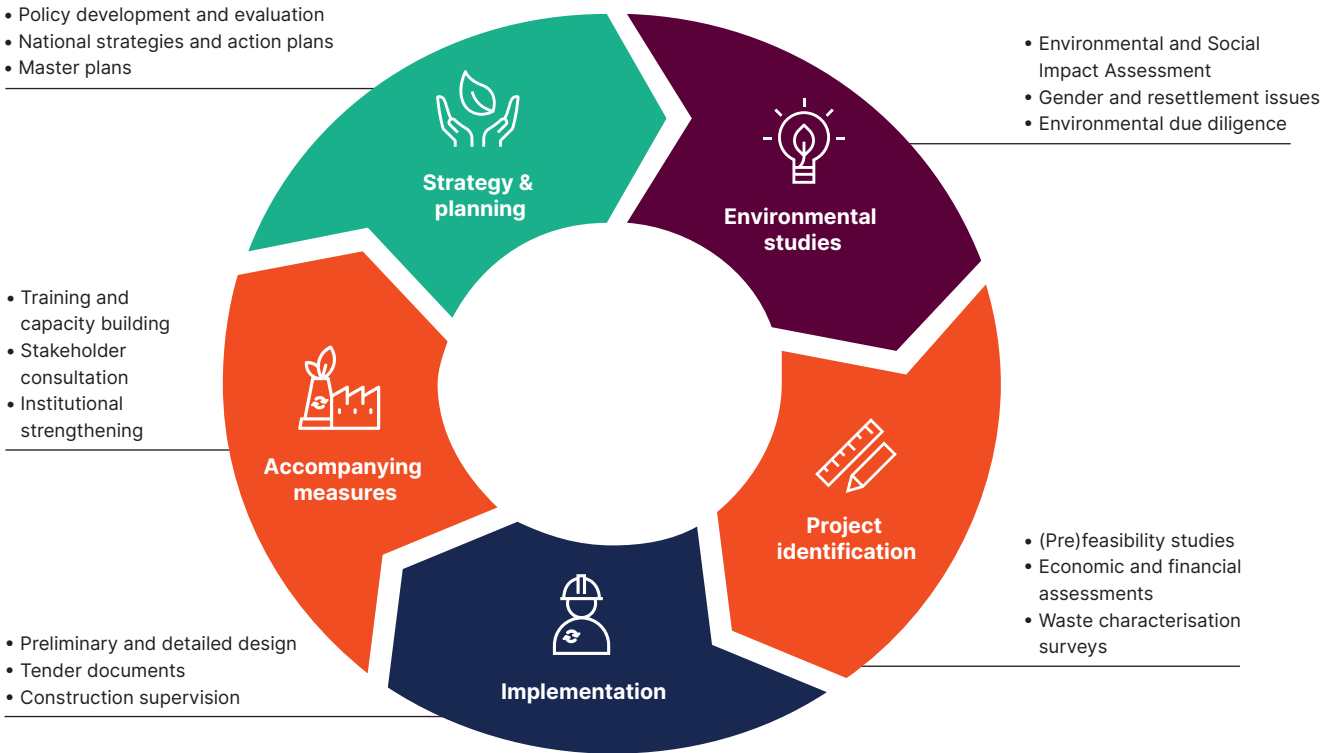 • Policy development and evaluation
• National strategies and action plans
• Master plans
Strategy &
planning
• Environmental and Social
Impact Assessment
• Gender and resettlement issues
• Environmental due diligence
Environmental
studies
• Training and
capacity building
• Stakeholder
consultation
• Institutional
strengthening
Accompanying
measures
Project
identification
• (Pre)feasibility studies
• Economic and financial
assessments
• Waste characterisation
surveys
• Preliminary and detailed design
• Tender documents
• Construction supervision
Implementation